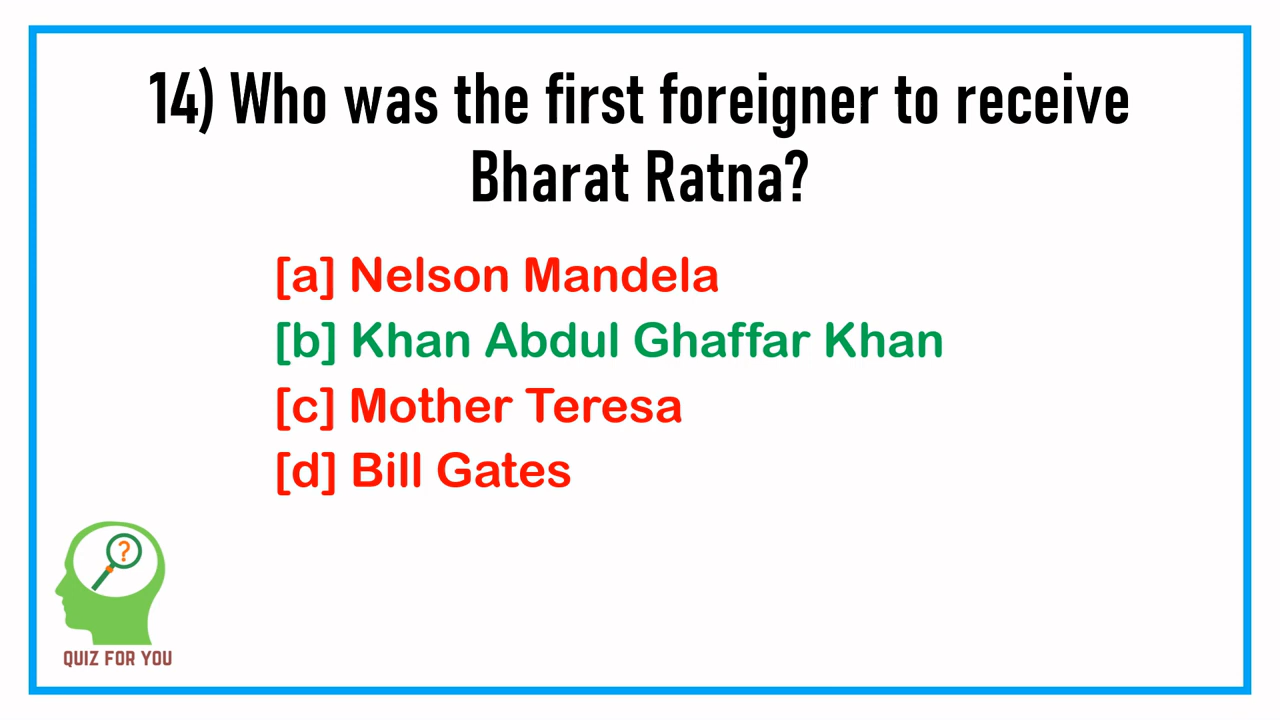 14) Who was the first foreigner to receive
Bharat Ratna?
[a] Nelson Mandela
[b] Khan Abdul Ghaffar Khan
[c] Mother Teresa
[d] Bill Gates
?
QUIZ FOR YOU